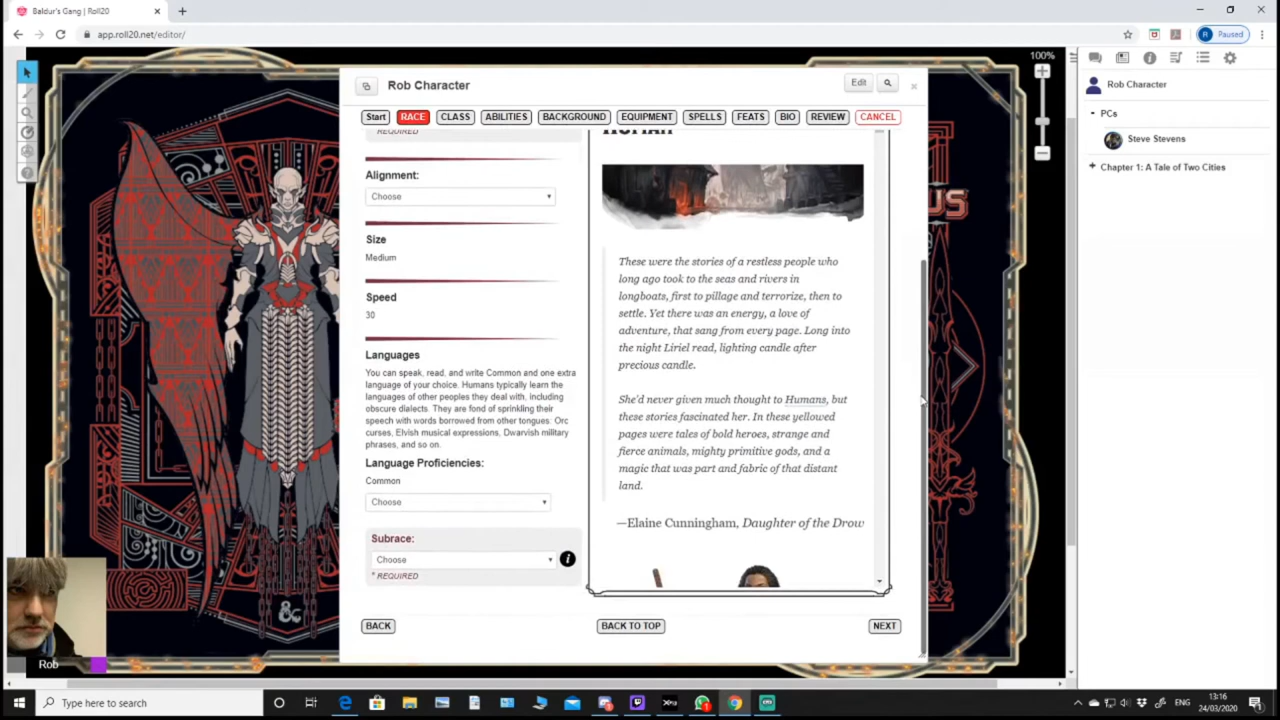 Baldur's Gang | Roll20
app.roll20.net/editor/
R Paused
100%
Rob Character
Edit
Start RACE CLASS ABILITIES BACKGROUND EQUIPMENT SPELLS FEATS BIO REVIEW CANCEL
REQUIRED
Alignment:
Choose
Size
Medium
Speed
30
Languages
You can speak, read, and write Common and one extra
language of your choice. Humans typically learn the
languages of other peoples they deal with, including
obscure dialects. They are fond of sprinkling their
speech with words borrowed from other tongues: Orc
curses, Elvish musical expressions, Dwarvish military
phrases, and so on.
Language Proficiencies:
Common
Choose
Subrace:
Choose
* REQUIRED
HUMAN
These were the stories of a restless people who
long ago took to the seas and rivers in
longboats, first to pillage and terrorize, then to
settle. Yet there was an energy, a love of
adventure, that sang from every page. Long into
the night Liriel read, lighting candle after
precious candle.
She'd never given much thought to Humans, but
these stories fascinated her. In these yellowed
pages were tales of bold heroes, strange and
fierce animals, mighty primitive gods, and a
magic that was part and fabric of that distant
land.
—Elaine Cunningham, Daughter of the Drow
BACK
BACK TO TOP
NEXT
Rob Character
PCs
Steve Stevens
Chapter 1: A Tale of Two Cities
US
Rob
Type here to search
ENG
13:16
24/03/2020